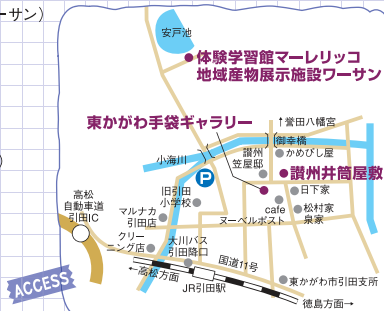 ーサン)
安戸池
体験学習館マーレリッコ
地域産物展示施設ワーサン
東かがわ手袋ギャラリー
↑誉田八幡宮
御幸橋
小海川
讃州
笠屋邸
かめびし屋
P
讃州井筒屋敷
旧引田
小学校
日下家
cafe
ヌーベルポスト
松村家
泉家
高松
自動車道
引田IC
マルナカ
引田店
クリー
ニング店
大川バス
引田降口
国道11号
←高松方面
JR引田駅
東かがわ市引田支所
徳島方面→
ACCESS
)